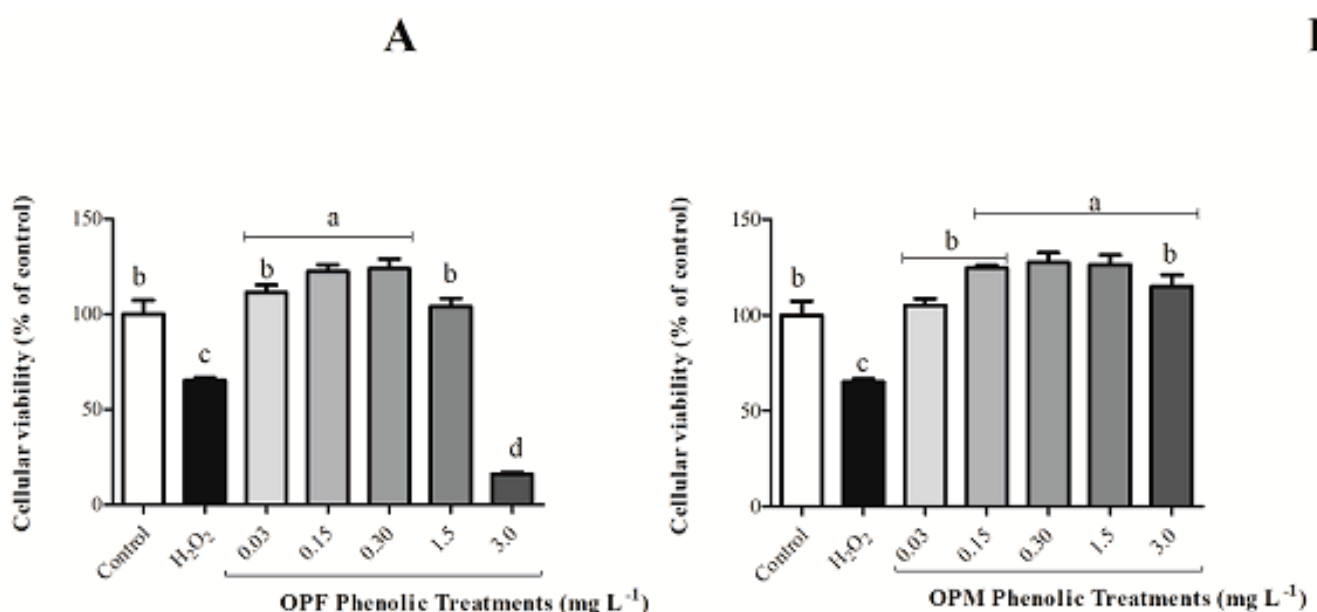 A
Cellular viability (% of control)
150
100
50
0
a
b
c
b
b
d
Control
H₂O₂
0.03
0.15
0.30
1.5
3.0
OPF Phenolic Treatments (mg L⁻¹)
Cellular viability (% of control)
150
100
50
0
a
b
b
c
b
Control
H₂O₂
0.03
0.15
0.30
1.5
3.0
OPM Phenolic Treatments (mg L⁻¹)